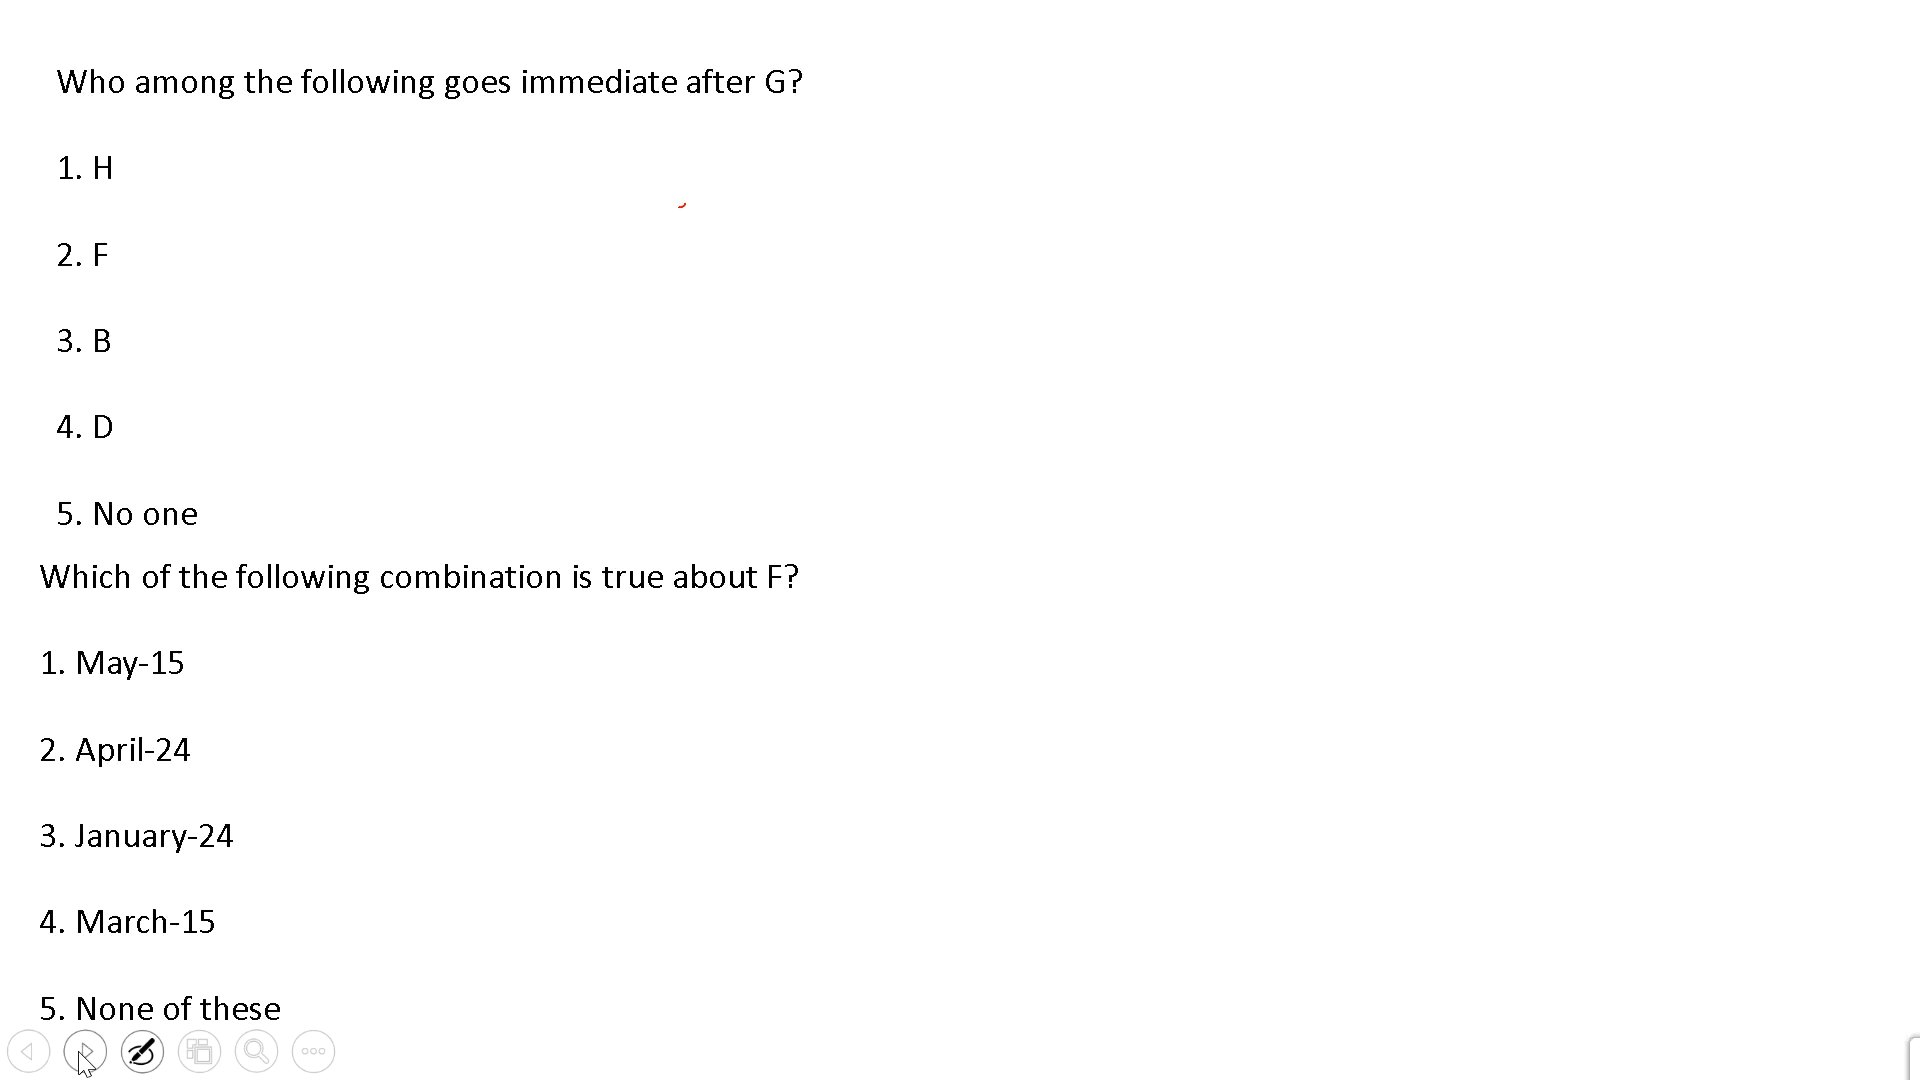 Who among the following goes immediate after G?
1. H
2. F
3. B
4. D
5. No one
Which of the following combination is true about F?
1. May-15
2. April-24
3. January-24
4. March-15
5. None of these